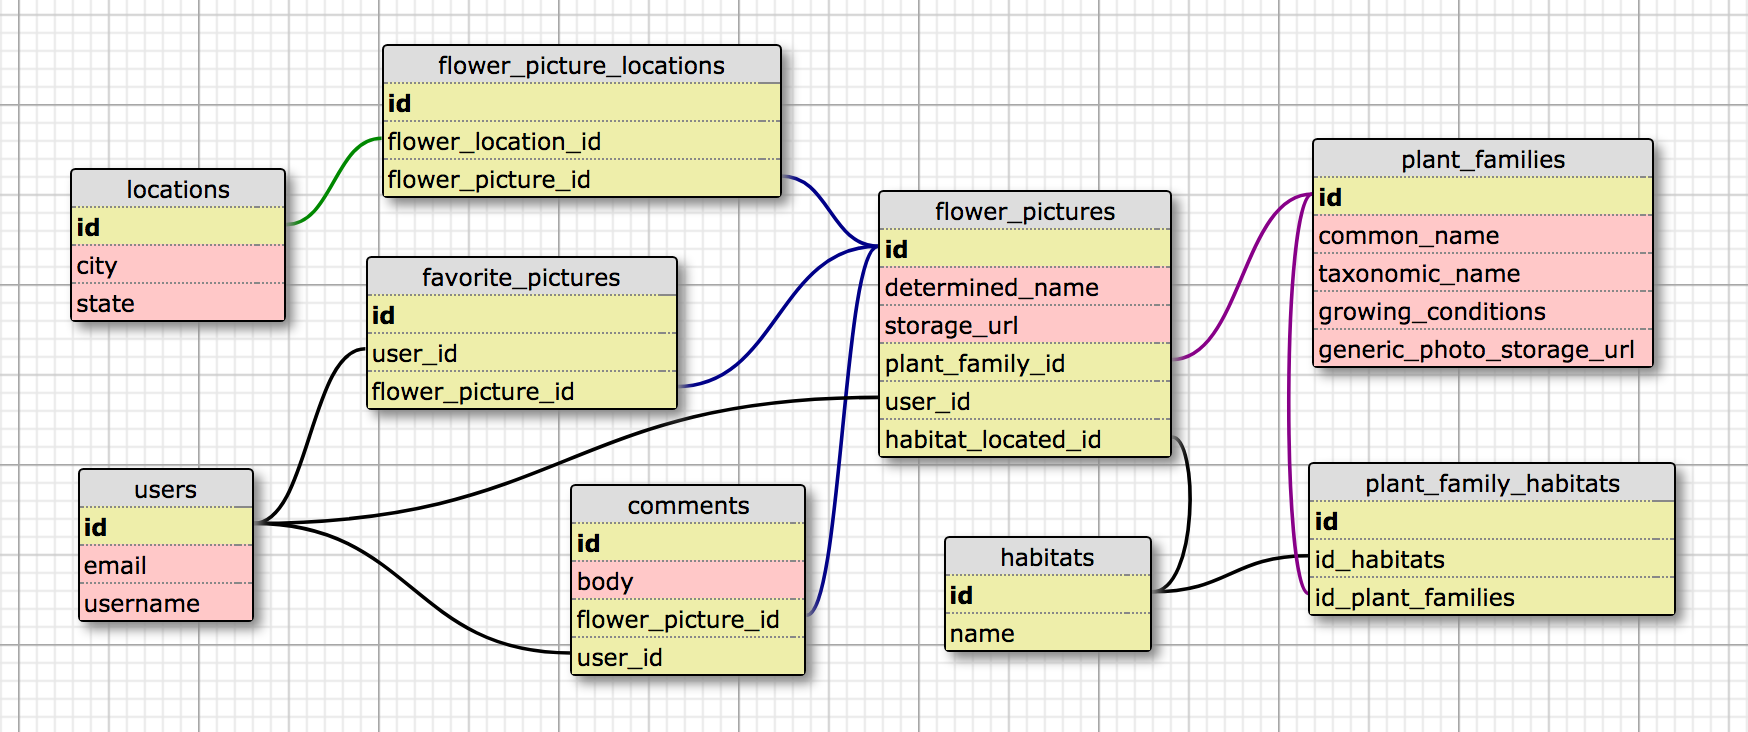 flower_picture_locations
id
flower_location_id
flower_picture_id
locations
id
city
state
favorite_pictures
id
user_id
flower_picture_id
users
id
email
username
comments
id
body
flower_picture_id
user_id
flower_pictures
id
determined_name
storage_url
plant_family_id
user_id
habitat_located_id
habitats
id
name
plant_families
id
common_name
taxonomic_name
growing_conditions
generic_photo_storage_url
plant_family_habitats
id
id_habitats
id_plant_families